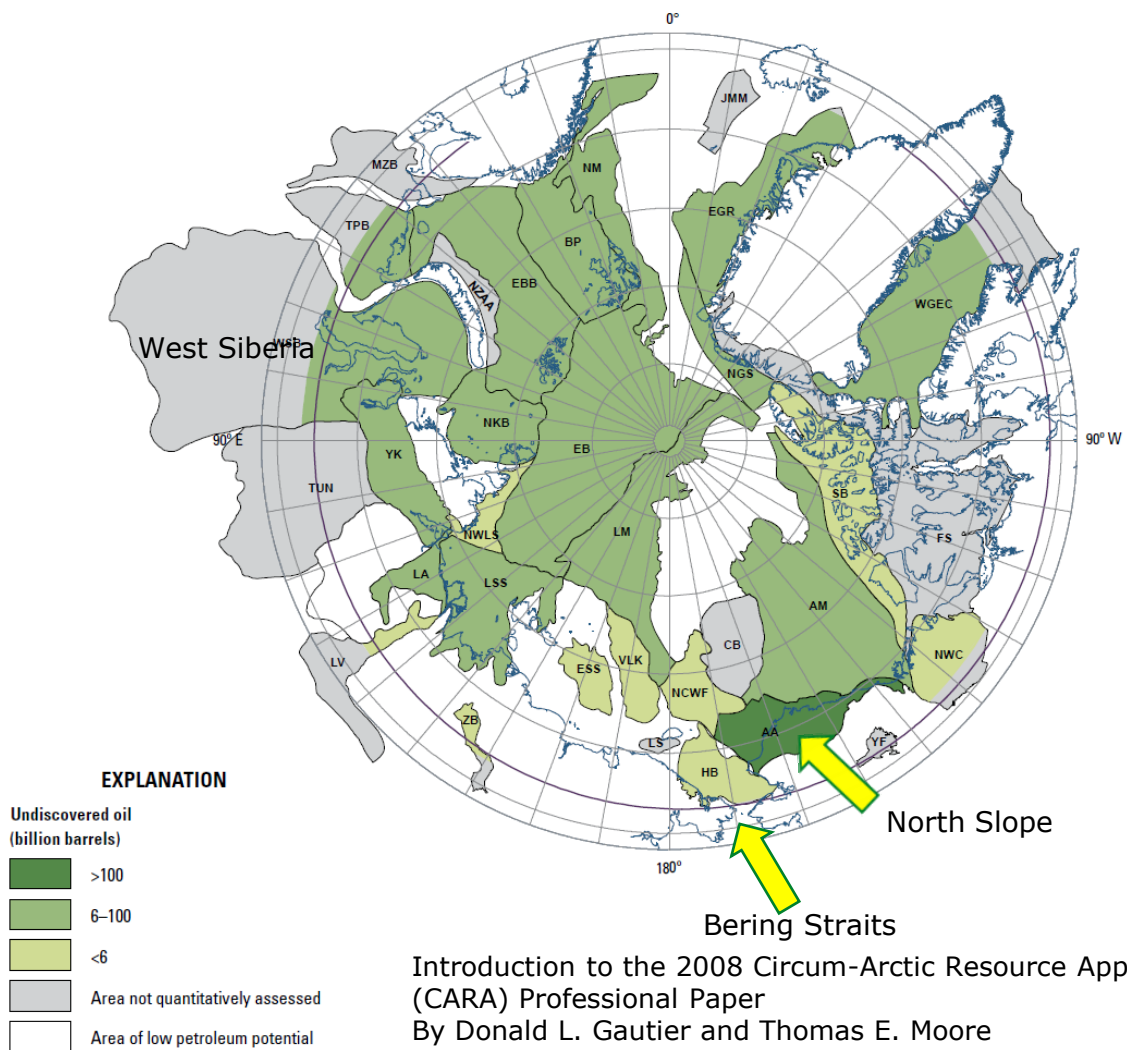 0°
JMM
MZB
NM
EGR
TPB
BP
EBB
NZAA
WGEC
West Siberia
WSB
NGS
NKB
90° E
90° W
YK
EB
TUN
SB
FS
NWLS
LM
LA
LSS
AM
CB
NWC
LV
ESS
VLK
NCWF
ZB
AA
LS
YF
HB
EXPLANATION
Undiscovered oil
(billion barrels)
>100
6–100
<6
Area not quantitatively assessed
Area of low petroleum potential
North Slope
180°
Bering Straits
Introduction to the 2008 Circum-Arctic Resource App
(CARA) Professional Paper
By Donald L. Gautier and Thomas E. Moore